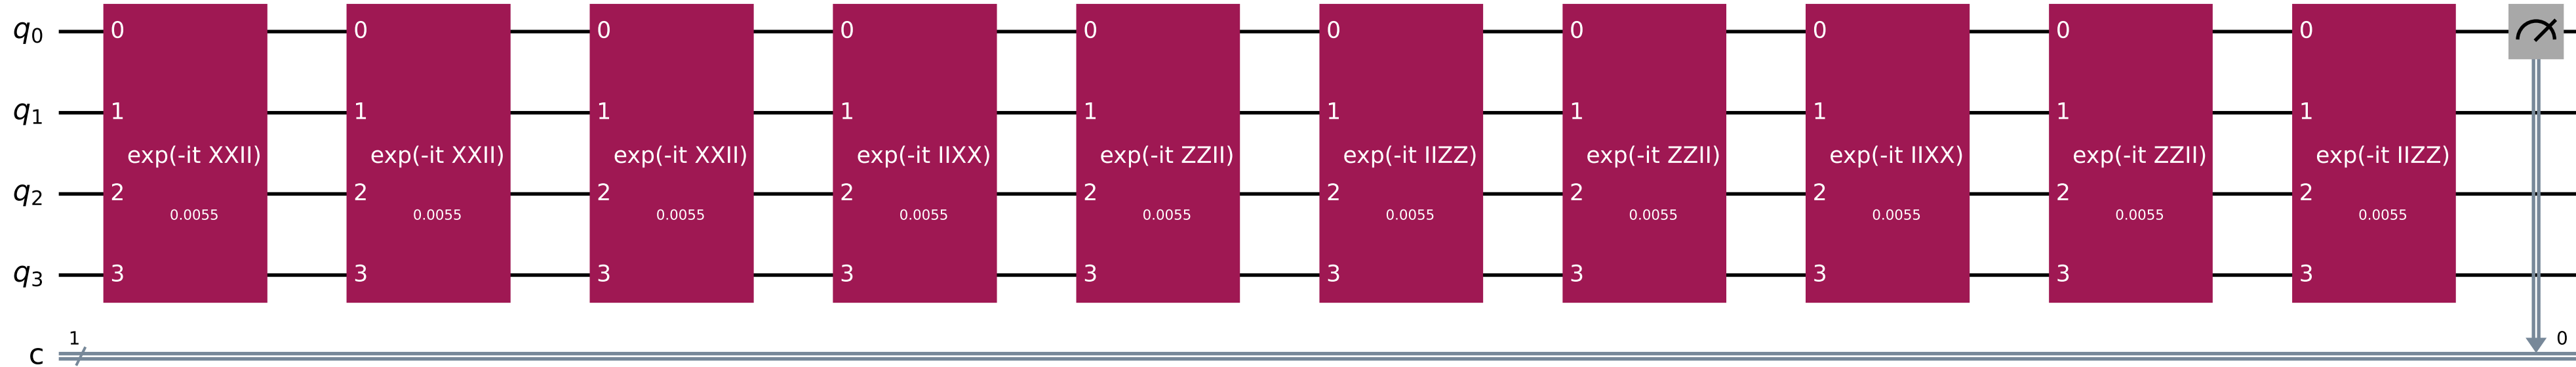 q0 0 0 0 0 0 0 0 0 0 0
q1 1 1 1 1 1 1 1 1 1 1
exp(-it XXII) exp(-it XXII) exp(-it XXII) exp(-it IIXX) exp(-it ZZII) exp(-it IIZZ) exp(-it ZZII) exp(-it IIXX) exp(-it ZZII) exp(-it IIZZ)
q2 2 2 2 2 2 2 2 2 2 2
0.0055 0.0055 0.0055 0.0055 0.0055 0.0055 0.0055 0.0055 0.0055 0.0055
q3 3 3 3 3 3 3 3 3 3 3
1 0
c